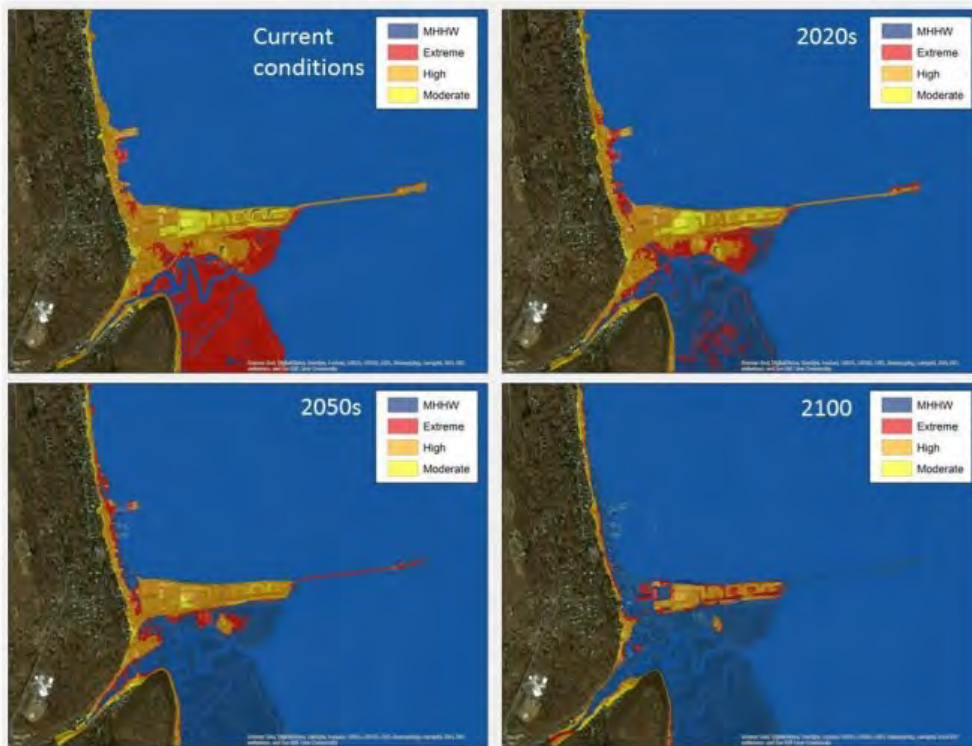 Current
conditions
MHHW
Extreme
High
Moderate
2020s
MHHW
Extreme
High
Moderate
2050s
MHHW
Extreme
High
Moderate
2100
MHHW
Extreme
High
Moderate